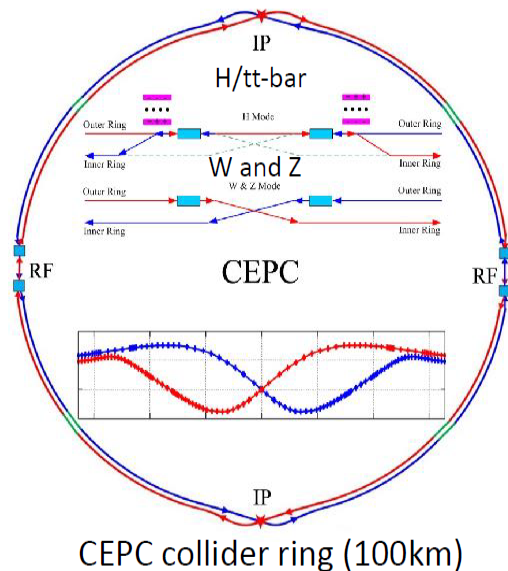 IP
H/tt-bar
H Mode
Outer Ring Outer Ring
Inner Ring Inner Ring
W and Z
W & Z Mode
Outer Ring Outer Ring
Inner Ring Inner Ring
RF CEPC RF
IP
CEPC collider ring (100km)